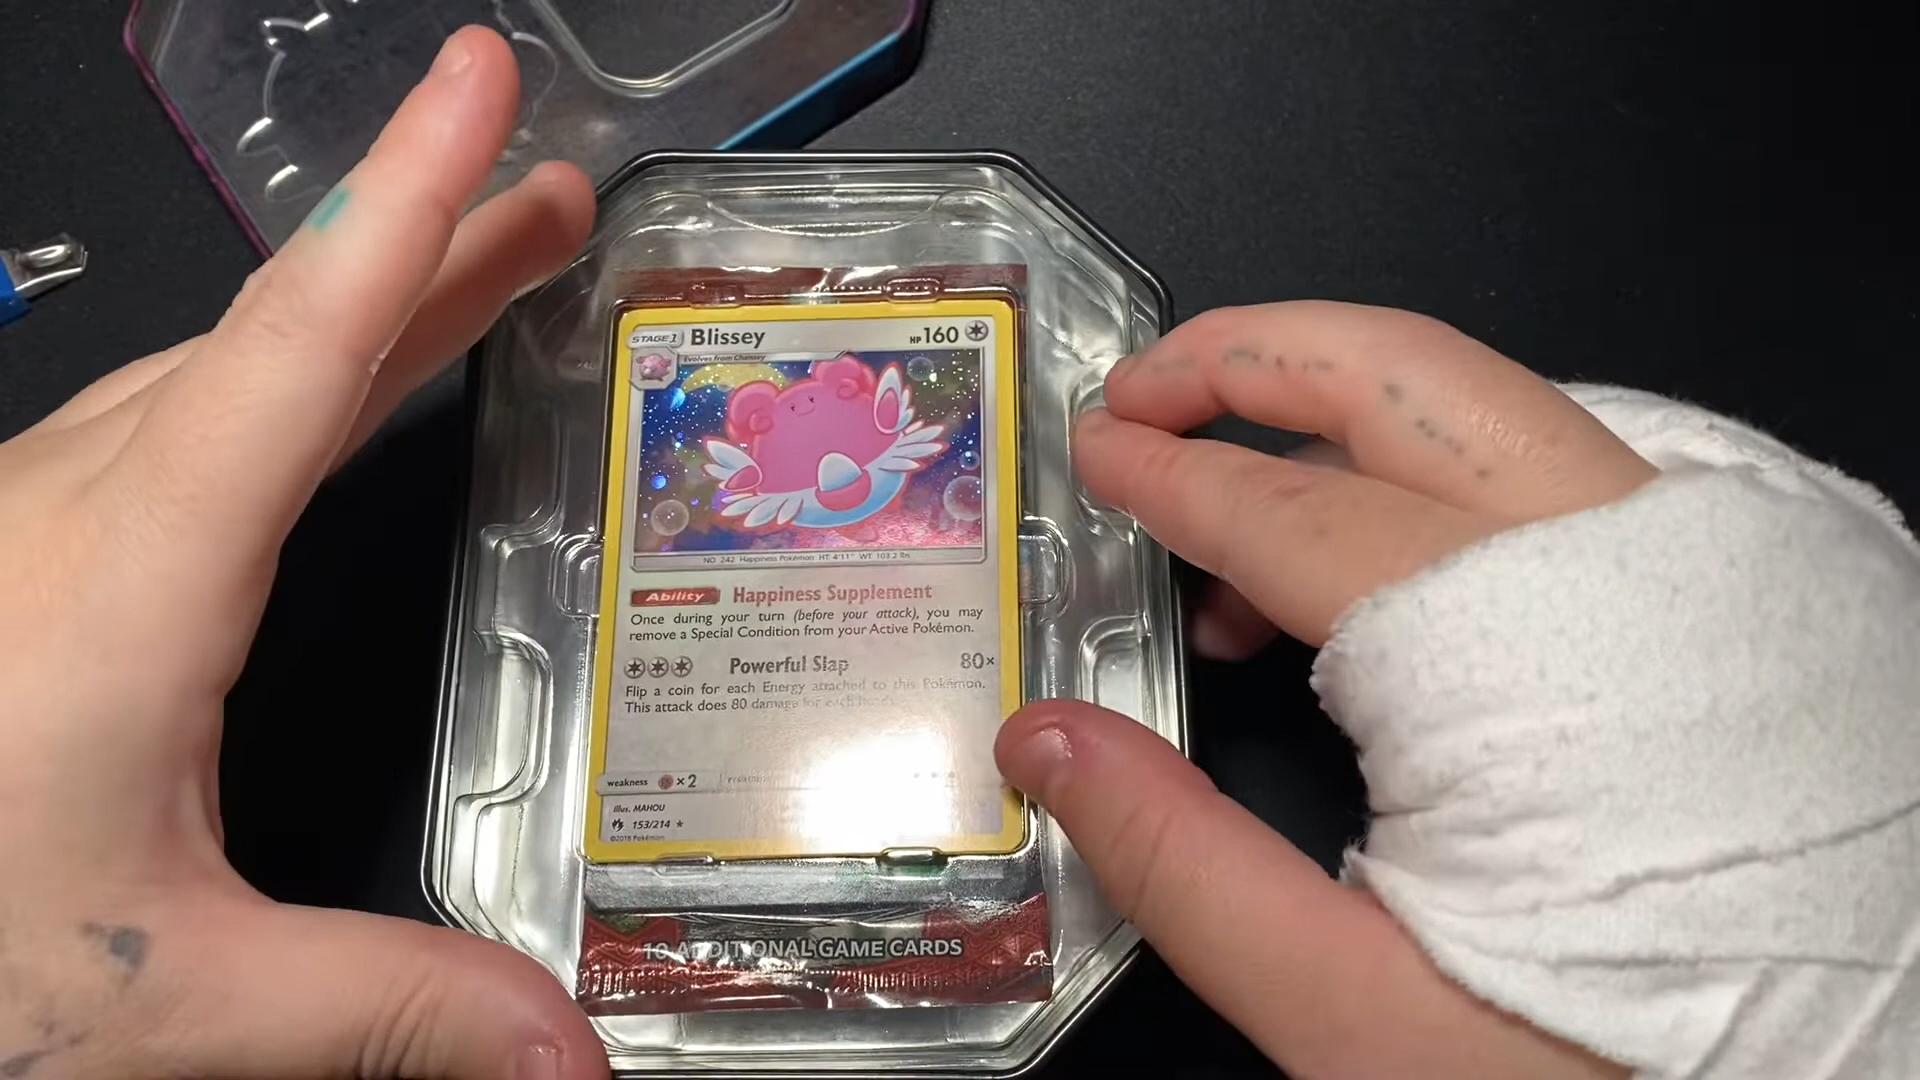 STAGE 1 Blissey HP 160
Evolves from Chansey
NO. 242 Happiness Pokémon HT: 4'11" WT: 103.2 lbs
Ability Happiness Supplement
Once during your turn (before your attack), you may
remove a Special Condition from your Active Pokémon.
Powerful Slap 80×
Flip a coin for each Energy attached to this Pokémon.
This attack does 80 damage for each heads.
weakness ×2
Illus. MAHOU
153/214 ★
©2018 Pokémon
10 ADDITIONAL GAME CARDS